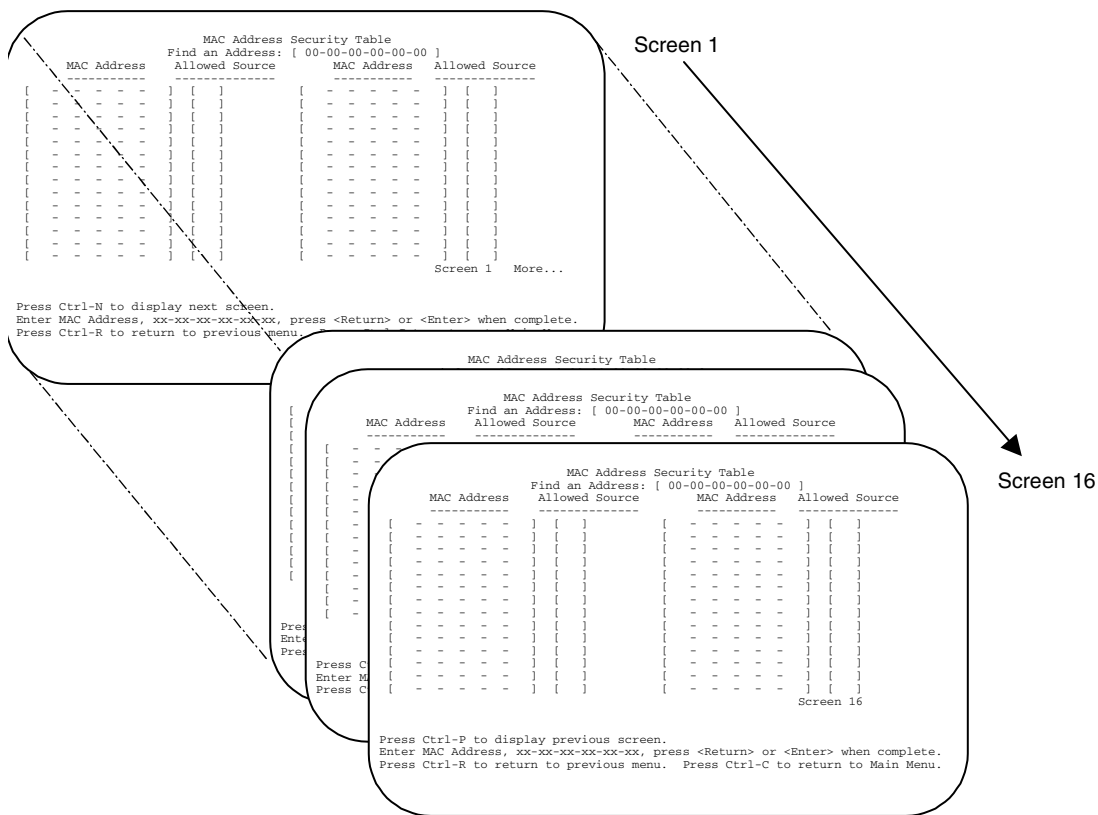 Screen 1
MAC Address Security Table
Find an Address: [ 00-00-00-00-00-00 ]
MAC Address Allowed Source MAC Address Allowed Source
----------- -------------- ----------- --------------
[ - - - - - ] [ ] [ - - - - - ] [ ]
[ - - - - - ] [ ] [ - - - - - ] [ ]
[ - - - - - ] [ ] [ - - - - - ] [ ]
[ - - - - - ] [ ] [ - - - - - ] [ ]
[ - - - - - ] [ ] [ - - - - - ] [ ]
[ - - - - - ] [ ] [ - - - - - ] [ ]
[ - - - - - ] [ ] [ - - - - - ] [ ]
[ - - - - - ] [ ] [ - - - - - ] [ ]
[ - - - - - ] [ ] [ - - - - - ] [ ]
[ - - - - - ] [ ] [ - - - - - ] [ ]
[ - - - - - ] [ ] [ - - - - - ] [ ]
[ - - - - - ] [ ] [ - - - - - ] [ ]
[ - - - - - ] [ ] [ - - - - - ] [ ]
[ - - - - - ] [ ] [ - - - - - ] [ ]
Screen 1 More...
Press Ctrl-N to display next screen.
Enter MAC Address, xx-xx-xx-xx-xx-xx, press <Return> or <Enter> when complete.
Press Ctrl-R to return to previous menu.
MAC Address Security Table
MAC Address Security Table
Find an Address: [ 00-00-00-00-00-00 ]
MAC Address Allowed Source MAC Address Allowed Source
----------- -------------- ----------- --------------
Press C
Enter M
Press C
Screen 16
MAC Address Security Table
Find an Address: [ 00-00-00-00-00-00 ]
MAC Address Allowed Source MAC Address Allowed Source
----------- -------------- ----------- --------------
[ - - - - - ] [ ] [ - - - - - ] [ ]
[ - - - - - ] [ ] [ - - - - - ] [ ]
[ - - - - - ] [ ] [ - - - - - ] [ ]
[ - - - - - ] [ ] [ - - - - - ] [ ]
[ - - - - - ] [ ] [ - - - - - ] [ ]
[ - - - - - ] [ ] [ - - - - - ] [ ]
[ - - - - - ] [ ] [ - - - - - ] [ ]
[ - - - - - ] [ ] [ - - - - - ] [ ]
[ - - - - - ] [ ] [ - - - - - ] [ ]
[ - - - - - ] [ ] [ - - - - - ] [ ]
[ - - - - - ] [ ] [ - - - - - ] [ ]
[ - - - - - ] [ ] [ - - - - - ] [ ]
[ - - - - - ] [ ] [ - - - - - ] [ ]
[ - - - - - ] [ ] [ - - - - - ] [ ]
Screen 16
Press Ctrl-P to display previous screen.
Enter MAC Address, xx-xx-xx-xx-xx-xx, press <Return> or <Enter> when complete.
Press Ctrl-R to return to previous menu. Press Ctrl-C to return to Main Menu.